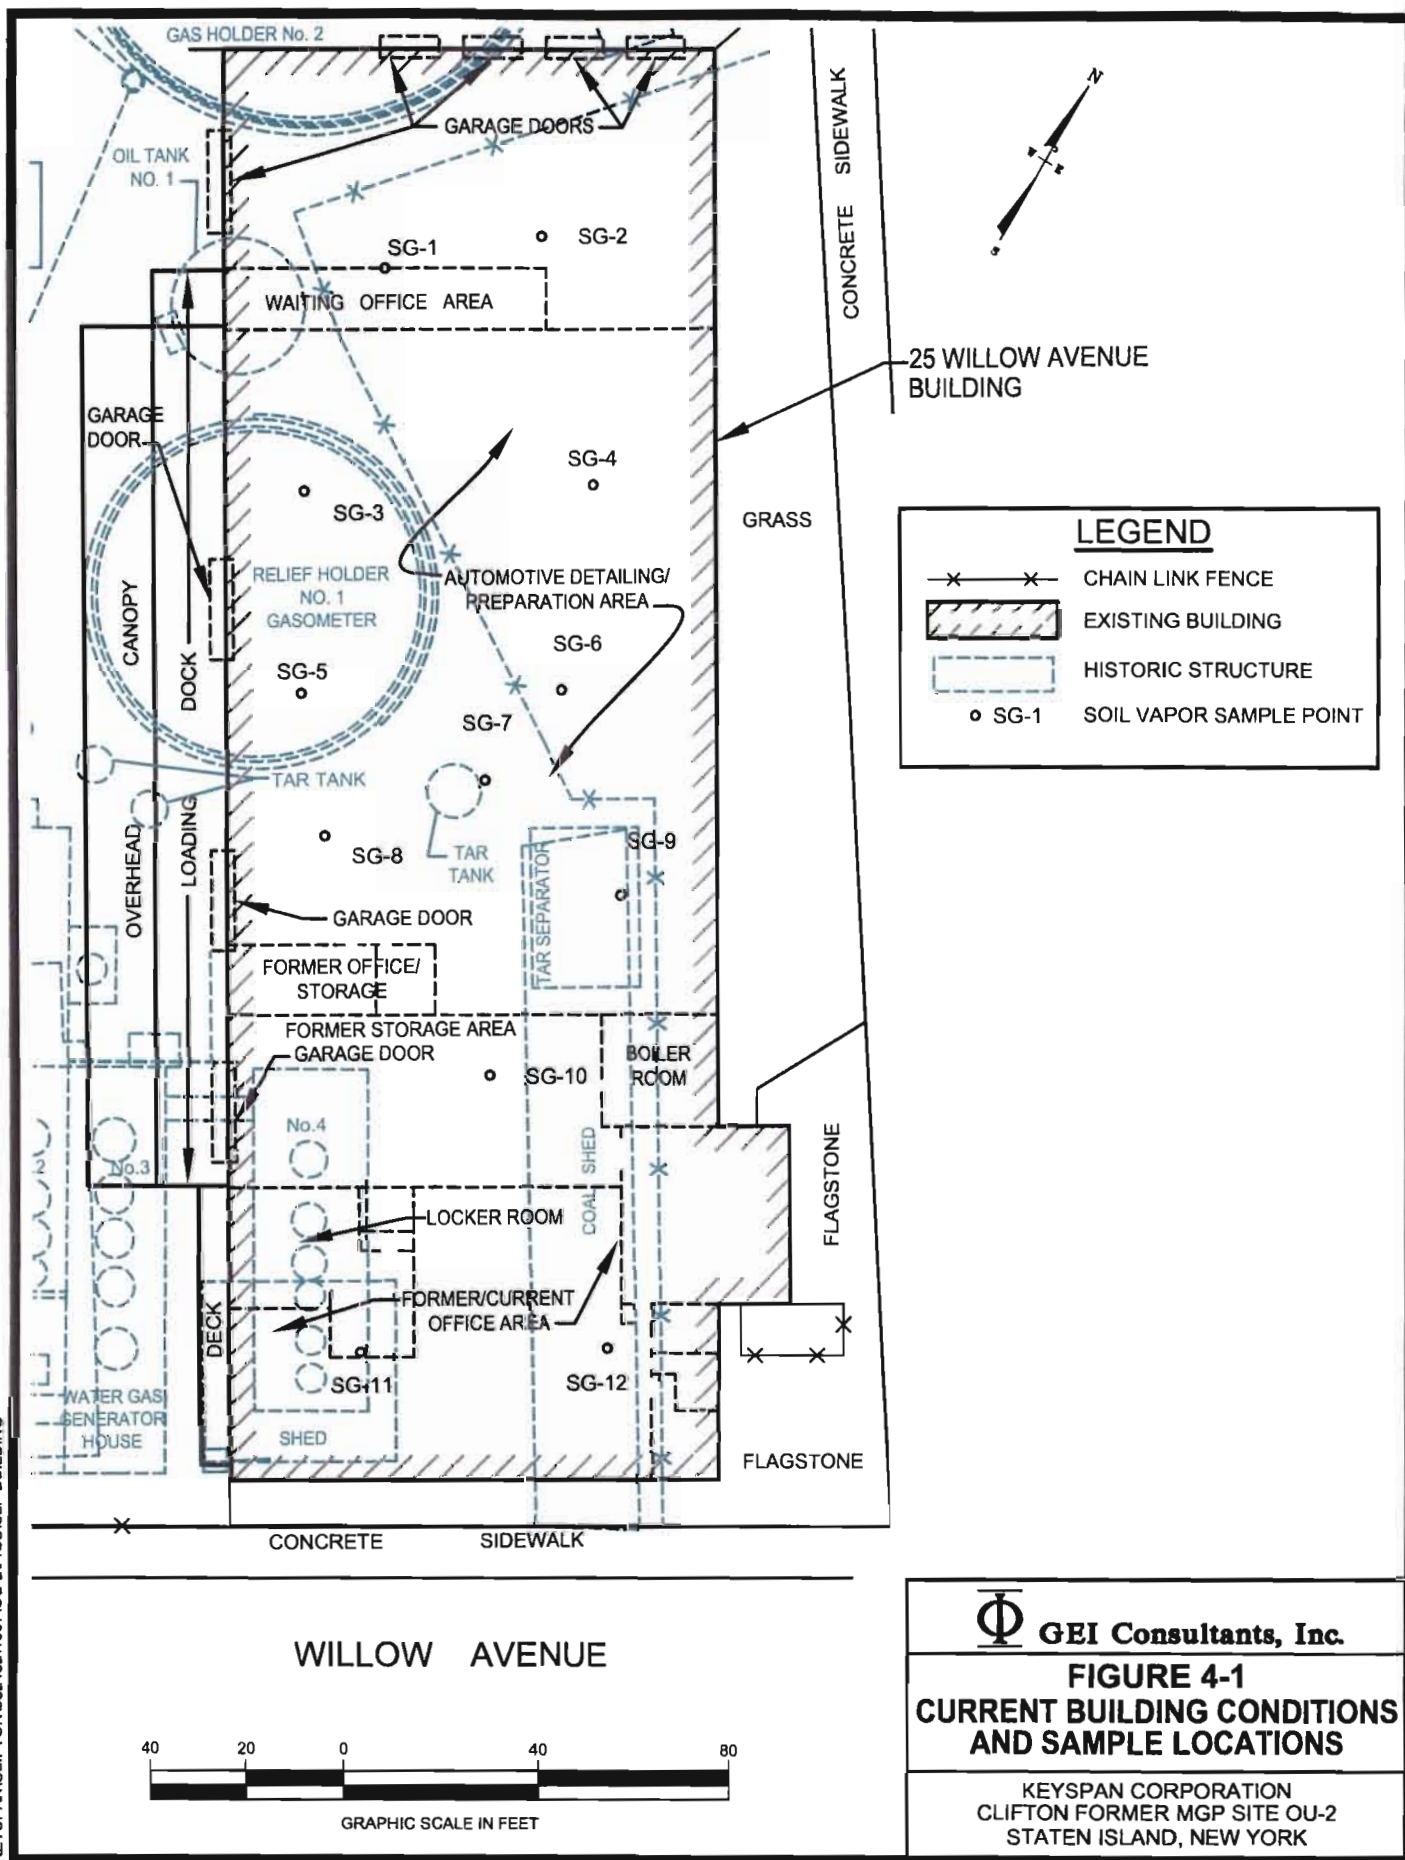 GAS HOLDER No. 2
GARAGE DOORS
OIL TANK
NO. 1
SG-1
SG-2
WAITING OFFICE AREA
CONCRETE SIDEWALK
N
W
E
S
25 WILLOW AVENUE
BUILDING
GARAGE
DOOR
SG-3
SG-4
GRASS
RELIEF HOLDER
NO. 1
GASOMETER
AUTOMOTIVE DETAILING/
PREPARATION AREA
CANOPY
DOCK
SG-5
SG-6
SG-7
TAR TANK
OVERHEAD
LOADING
SG-8
TAR
TANK
SG-9
TAR SEPARATOR
GARAGE DOOR
FORMER OFFICE/
STORAGE
FORMER STORAGE AREA
GARAGE DOOR
SG-10
BOILER
ROOM
No.4
2
No.3
COAL SHED
FLAGSTONE
LOCKER ROOM
FORMER/CURRENT
OFFICE AREA
DECK
SG-11
SG-12
WATER GAS
GENERATOR
HOUSE
SHED
FLAGSTONE
CONCRETE SIDEWALK
WILLOW AVENUE
40 20 0 40 80
GRAPHIC SCALE IN FEET
LEGEND
CHAIN LINK FENCE
EXISTING BUILDING
HISTORIC STRUCTURE
SG-1 SOIL VAPOR SAMPLE POINT
GEI Consultants, Inc.
FIGURE 4-1
CURRENT BUILDING CONDITIONS
AND SAMPLE LOCATIONS
KEYSPAN CORPORATION
CLIFTON FORMER MGP SITE OU-2
STATEN ISLAND, NEW YORK